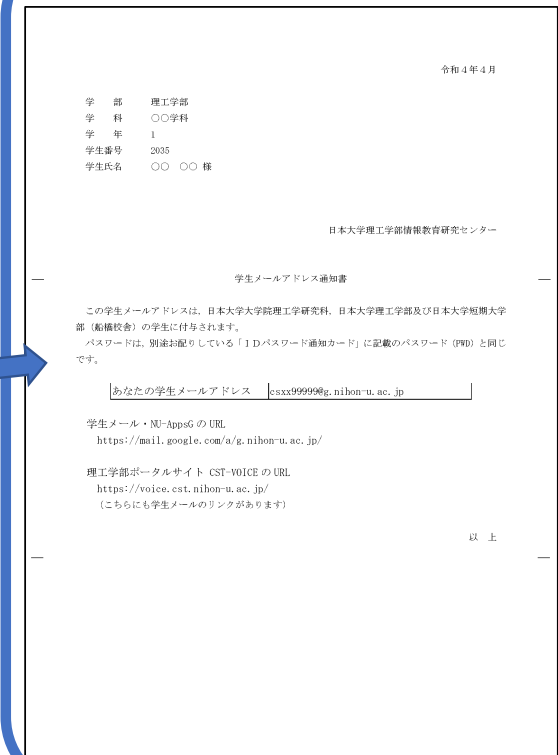 令和４年４月
学　部　理工学部
学　科　○○学科
学　年　1
学生番号　2035
学生氏名　○○　○○ 様
日本大学理工学部情報教育研究センター
学生メールアドレス通知書
この学生メールアドレスは，日本大学大学院理工学研究科，日本大学理工学部及び日本大学短期大学
部（船橋校舎）の学生に付与されます。
パスワードは，別途お配りしている「ＩＤパスワード通知カード」に記載のパスワード（PWD）と同じ
です。
あなたの学生メールアドレス　csxx99999@g.nihon-u.ac.jp
学生メール・NU-AppsG の URL
https://mail.google.com/a/g.nihon-u.ac.jp/
理工学部ポータルサイト CST-VOICE の URL
https://voice.cst.nihon-u.ac.jp/
（こちらにも学生メールのリンクがあります）
以　上